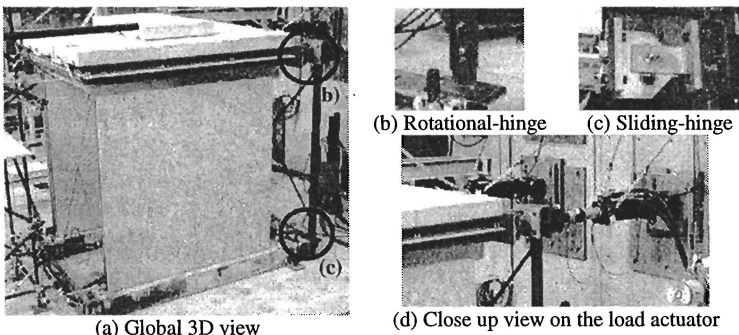 b)
(c)
(b) Rotational-hinge
(c) Sliding-hinge
(a) Global 3D view
(d) Close up view on the load actuator